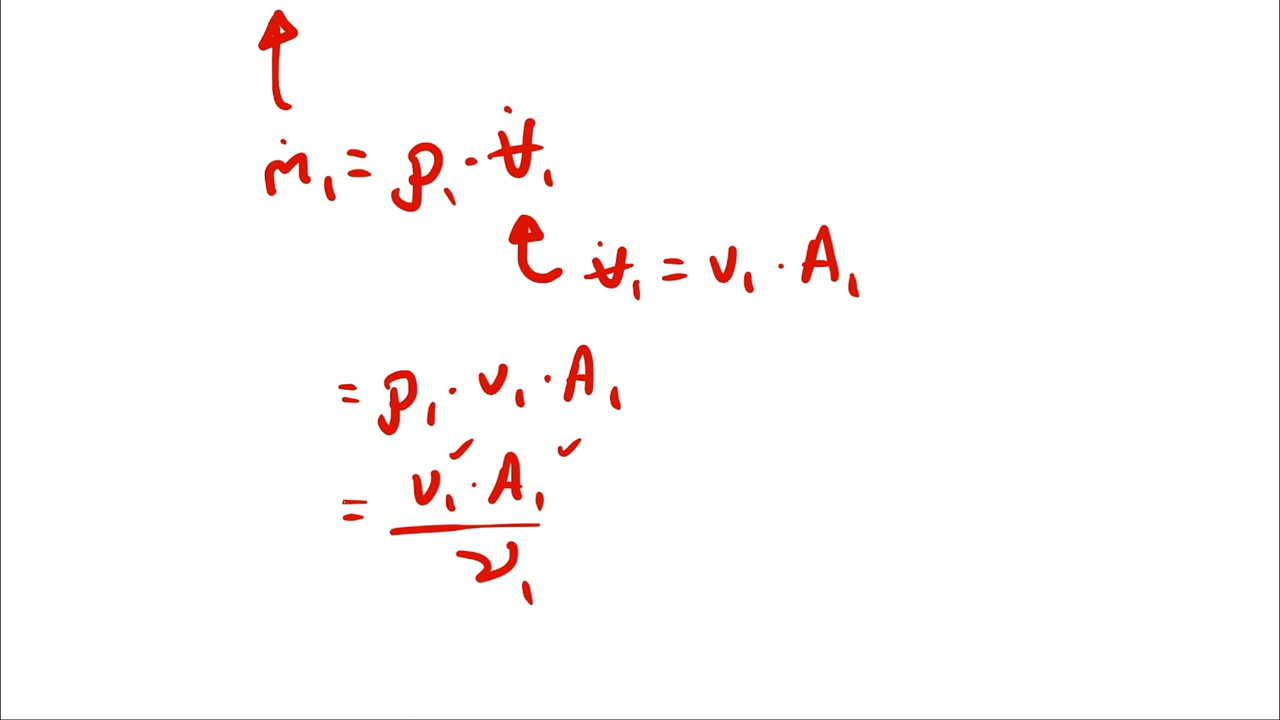 ṁ₁ = ρ₁ · V̶̇₁
V̶̇₁ = v₁ · A₁
= ρ₁ · v₁ · A₁
= v₁ · A₁ / ν₁